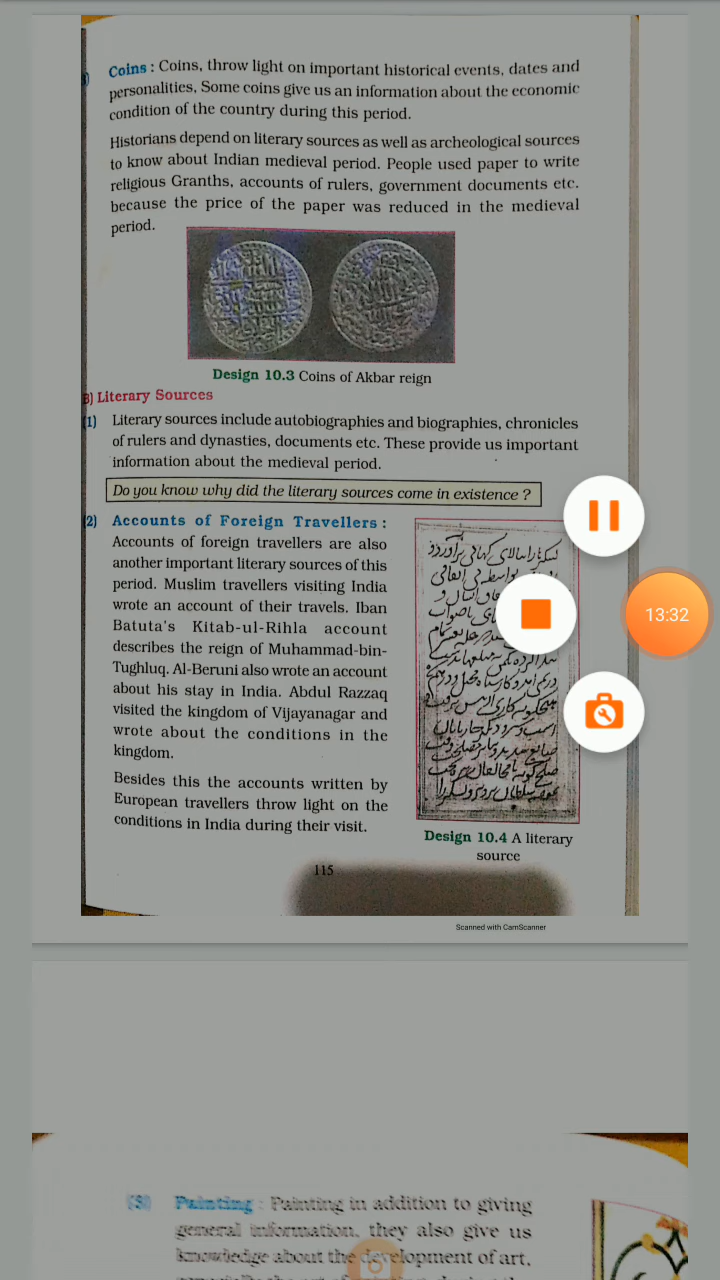 Coins : Coins, throw light on important historical events, dates and
personalities, Some coins give us an information about the economic
condition of the country during this period.
Historians depend on literary sources as well as archeological sources
to know about Indian medieval period. People used paper to write
religious Granths, accounts of rulers, government documents etc.
because the price of the paper was reduced in the medieval
period.
Design 10.3 Coins of Akbar reign
B) Literary Sources
(1) Literary sources include autobiographies and biographies, chronicles
of rulers and dynasties, documents etc. These provide us important
information about the medieval period.
Do you know why did the literary sources come in existence ?
(2) Accounts of Foreign Travellers :
Accounts of foreign travellers are also
another important literary sources of this
period. Muslim travellers visiting India
wrote an account of their travels. Iban
Batuta's Kitab-ul-Rihla account
describes the reign of Muhammad-bin-
Tughluq. Al-Beruni also wrote an account
about his stay in India. Abdul Razzaq
visited the kingdom of Vijayanagar and
wrote about the conditions in the
kingdom.
Besides this the accounts written by
European travellers throw light on the
conditions in India during their visit.
Design 10.4 A literary
source
13:32
115
Scanned with CamScanner
(3) Painting : Painting in addition to giving
general information, they also give us
knowledge about the development of art,